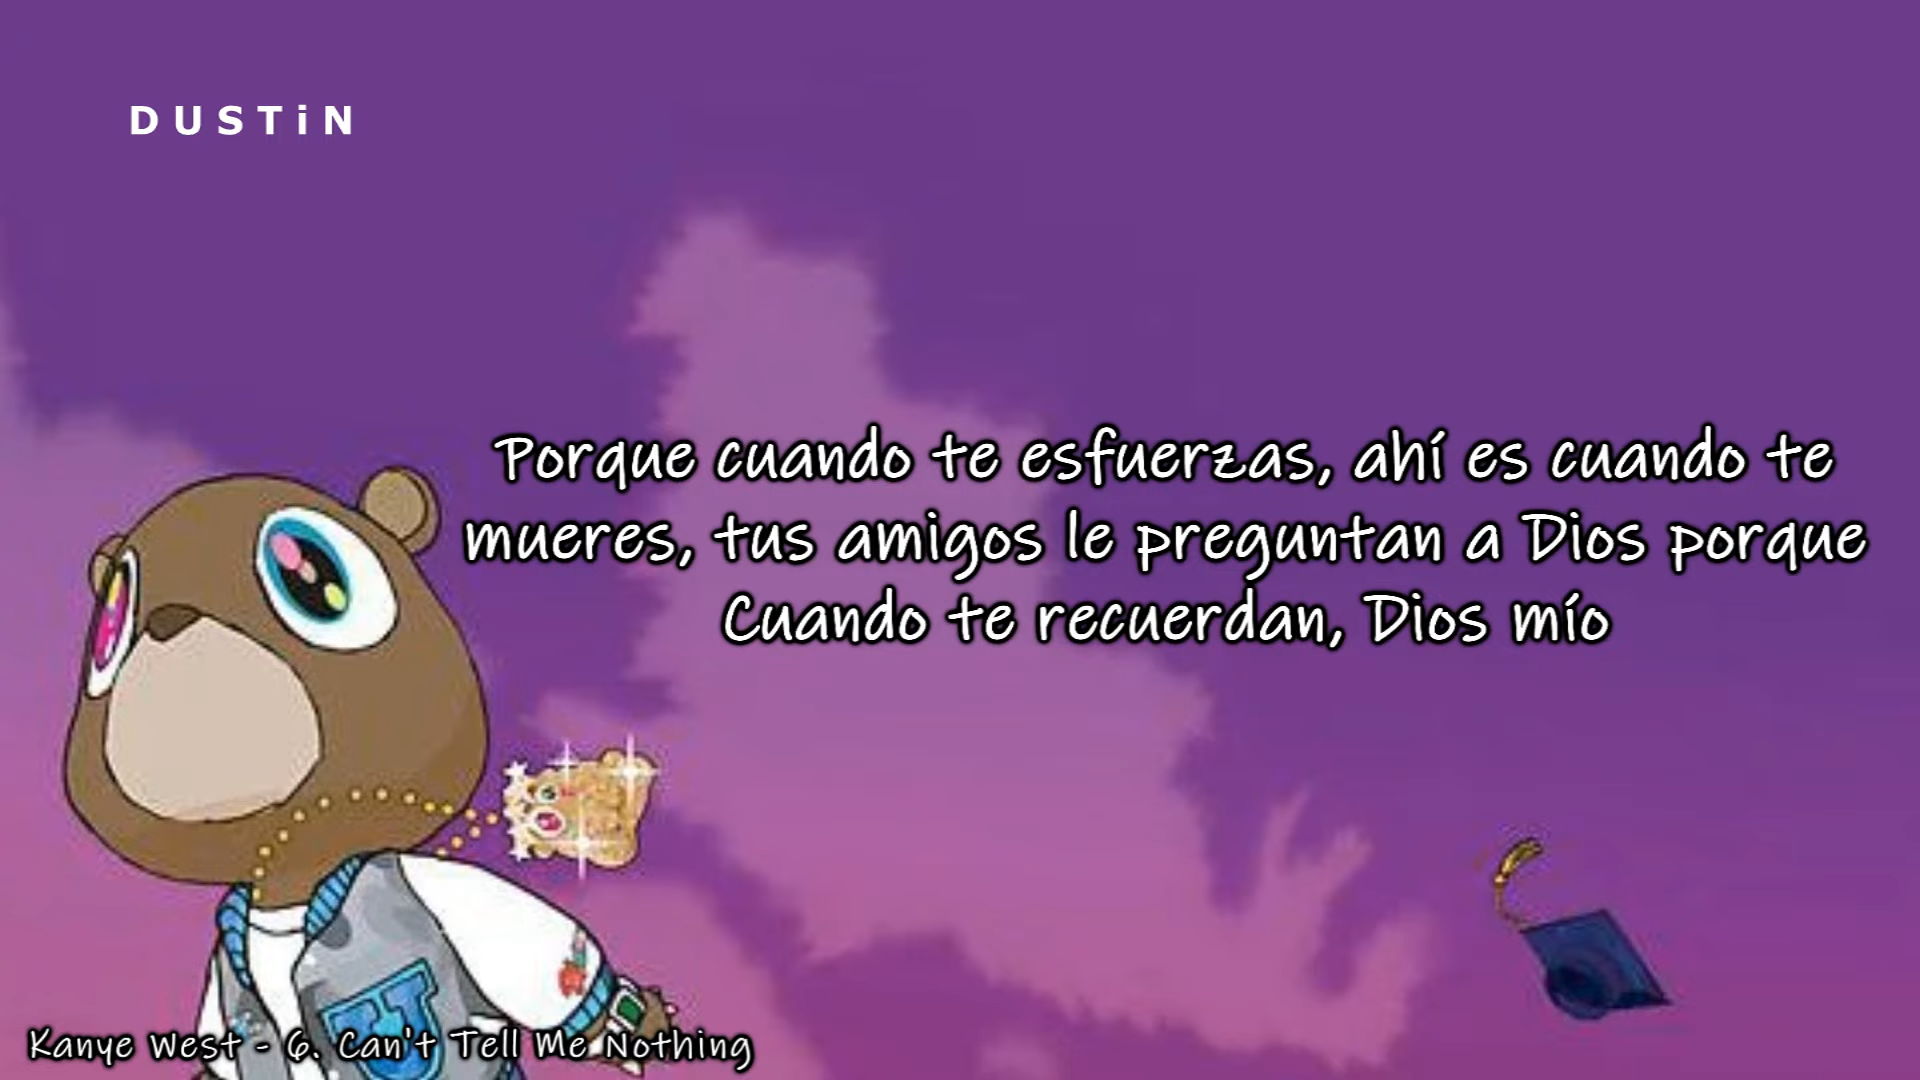 DUSTiN
Porque cuando te esfuerzas, ahí es cuando te
mueres, tus amigos le preguntan a Dios porque
Cuando te recuerdan, Dios mío
Kanye West - 6. Can't Tell Me Nothing